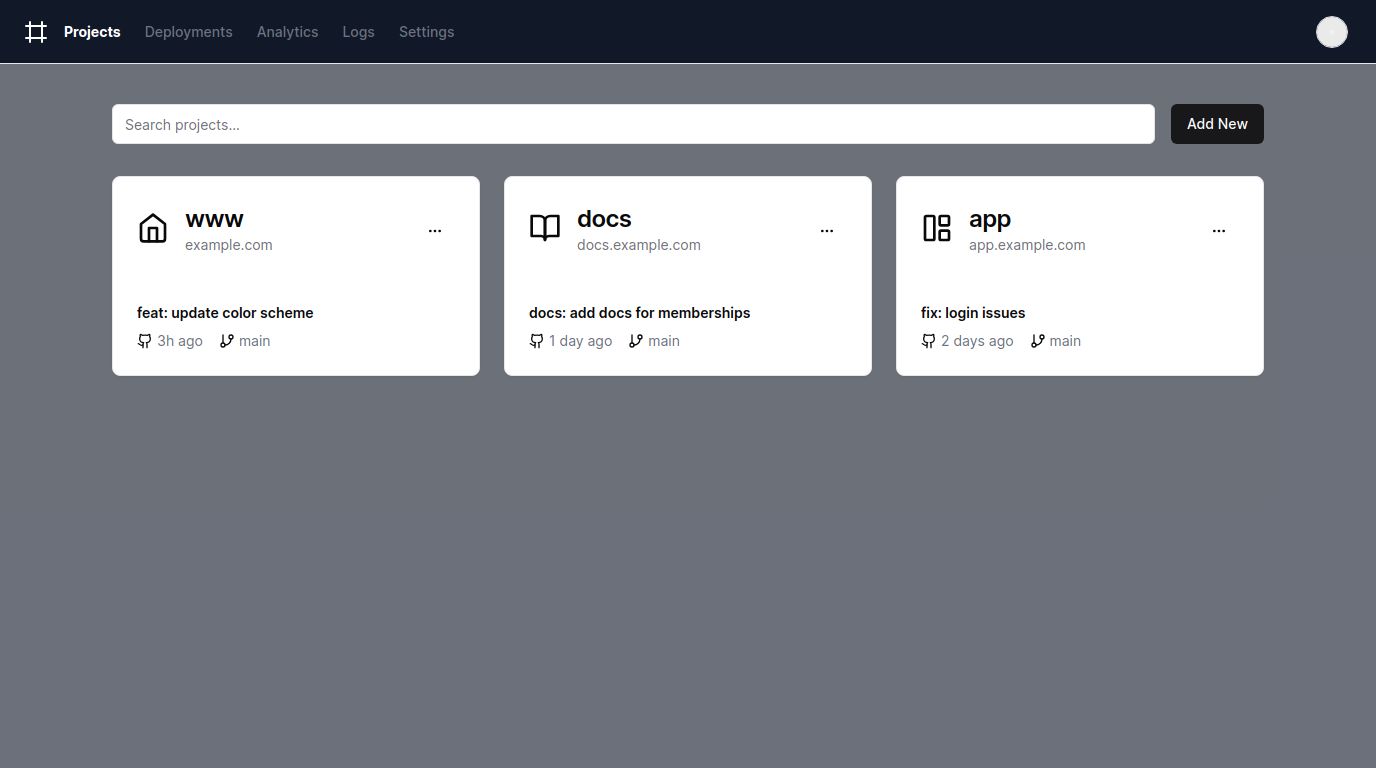 Projects Deployments Analytics Logs Settings
Search projects...
Add New
www
example.com
feat: update color scheme
3h ago main
docs
docs.example.com
docs: add docs for memberships
1 day ago main
app
app.example.com
fix: login issues
2 days ago main